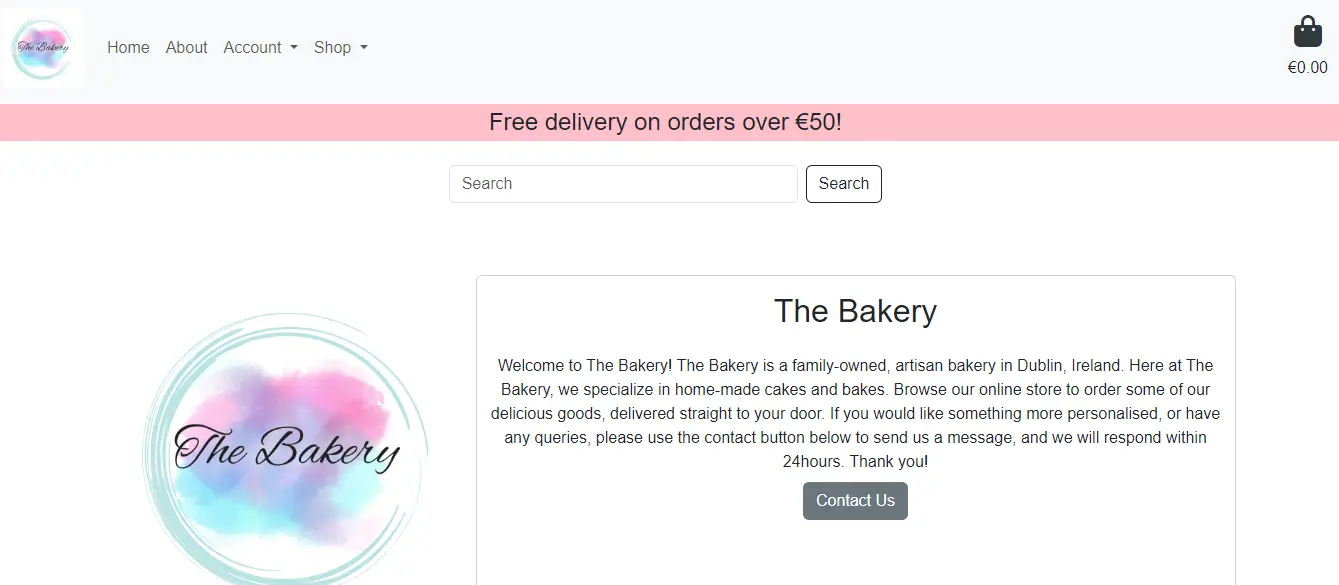 The Bakery
Home About Account Shop
€0.00
Free delivery on orders over €50!
Search Search
The Bakery
The Bakery
Welcome to The Bakery! The Bakery is a family-owned, artisan bakery in Dublin, Ireland. Here at The
Bakery, we specialize in home-made cakes and bakes. Browse our online store to order some of our
delicious goods, delivered straight to your door. If you would like something more personalised, or have
any queries, please use the contact button below to send us a message, and we will respond within
24hours. Thank you!
Contact Us